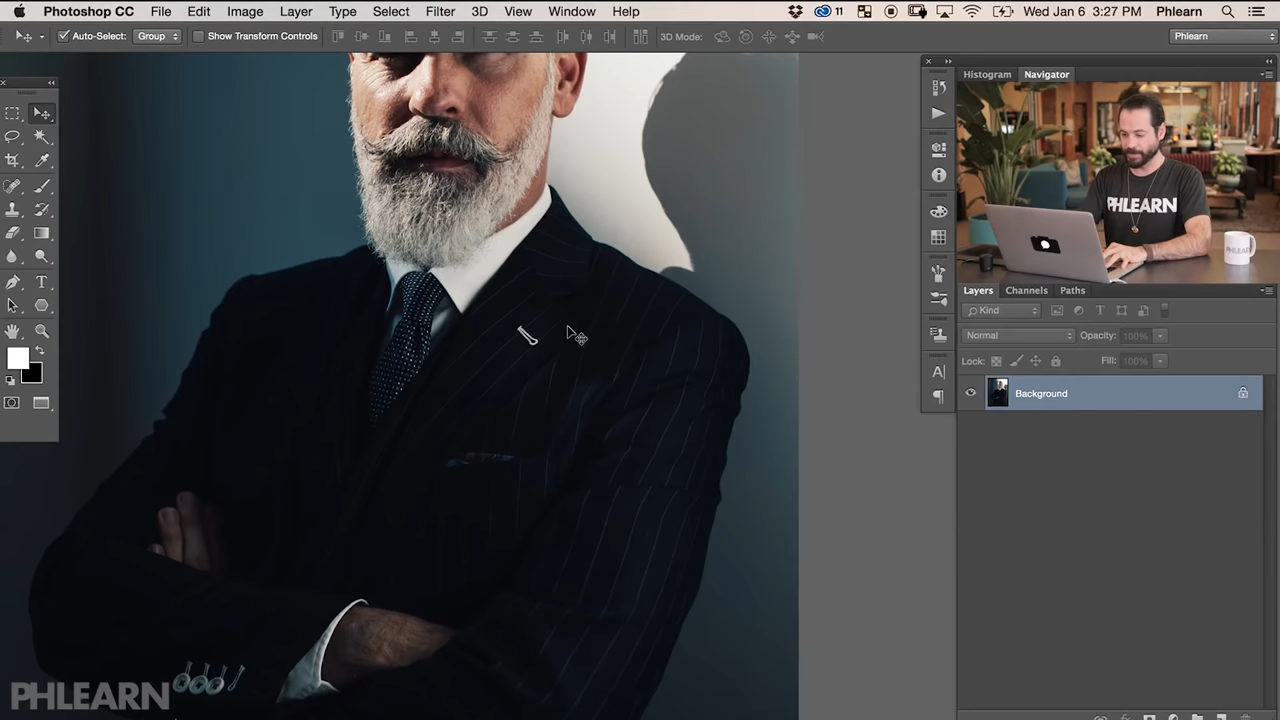 Photoshop CC File Edit Image Layer Type Select Filter 3D View Window Help 11 Wed Jan 6 3:27 PM Phlearn
Auto-Select: Group Show Transform Controls 3D Mode: Phlearn
Histogram Navigator
PHLEARN
PHLEARN
Layers Channels Paths
Kind
Normal Opacity: 100%
Lock: Fill: 100%
Background
PHLEARN